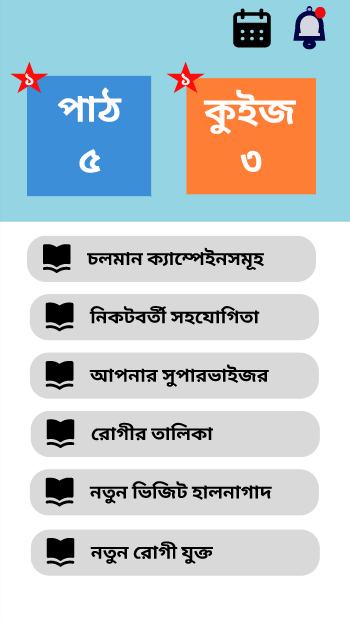 ১
পাঠ
৫
১
কুইজ
৩
চলমান ক্যাম্পেইনসমূহ
নিকটবর্তী সহযোগিতা
আপনার সুপারভাইজর
রোগীর তালিকা
নতুন ভিজিট হালনাগাদ
নতুন রোগী যুক্ত